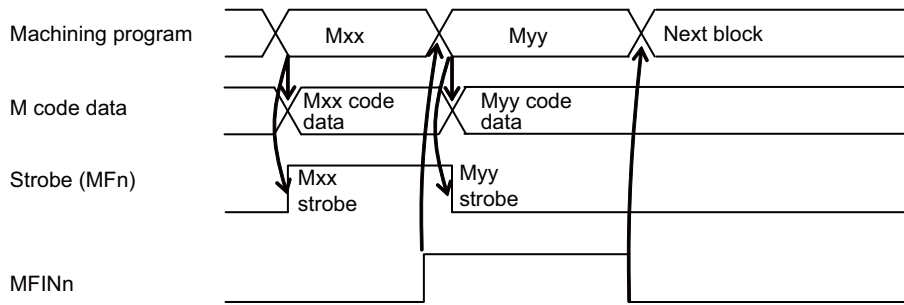 Machining program
Mxx
Myy
Next block
M code data
Mxx code
data
Myy code
data
Strobe (MFn)
Mxx
strobe
Myy
strobe
MFINn